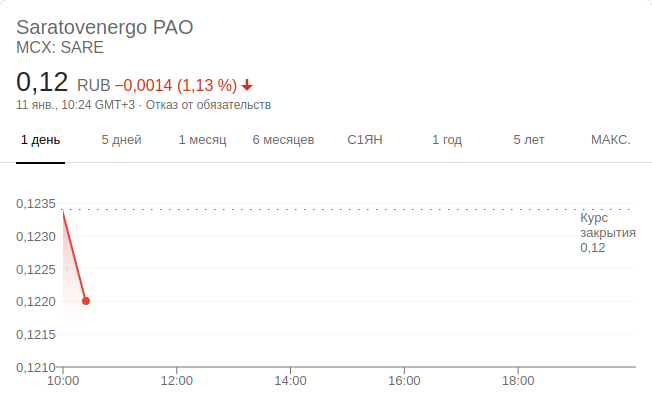 Saratovenergo PAO
MCX: SARE
0,12 RUB −0,0014 (1,13 %)
11 янв., 10:24 GMT+3 · Отказ от обязательств
1 день 5 дней 1 месяц 6 месяцев С1ЯН 1 год 5 лет МАКС.
0,1235
Курс
закрытия
0,12
0,1230
0,1225
0,1220
0,1215
0,1210
10:00 12:00 14:00 16:00 18:00